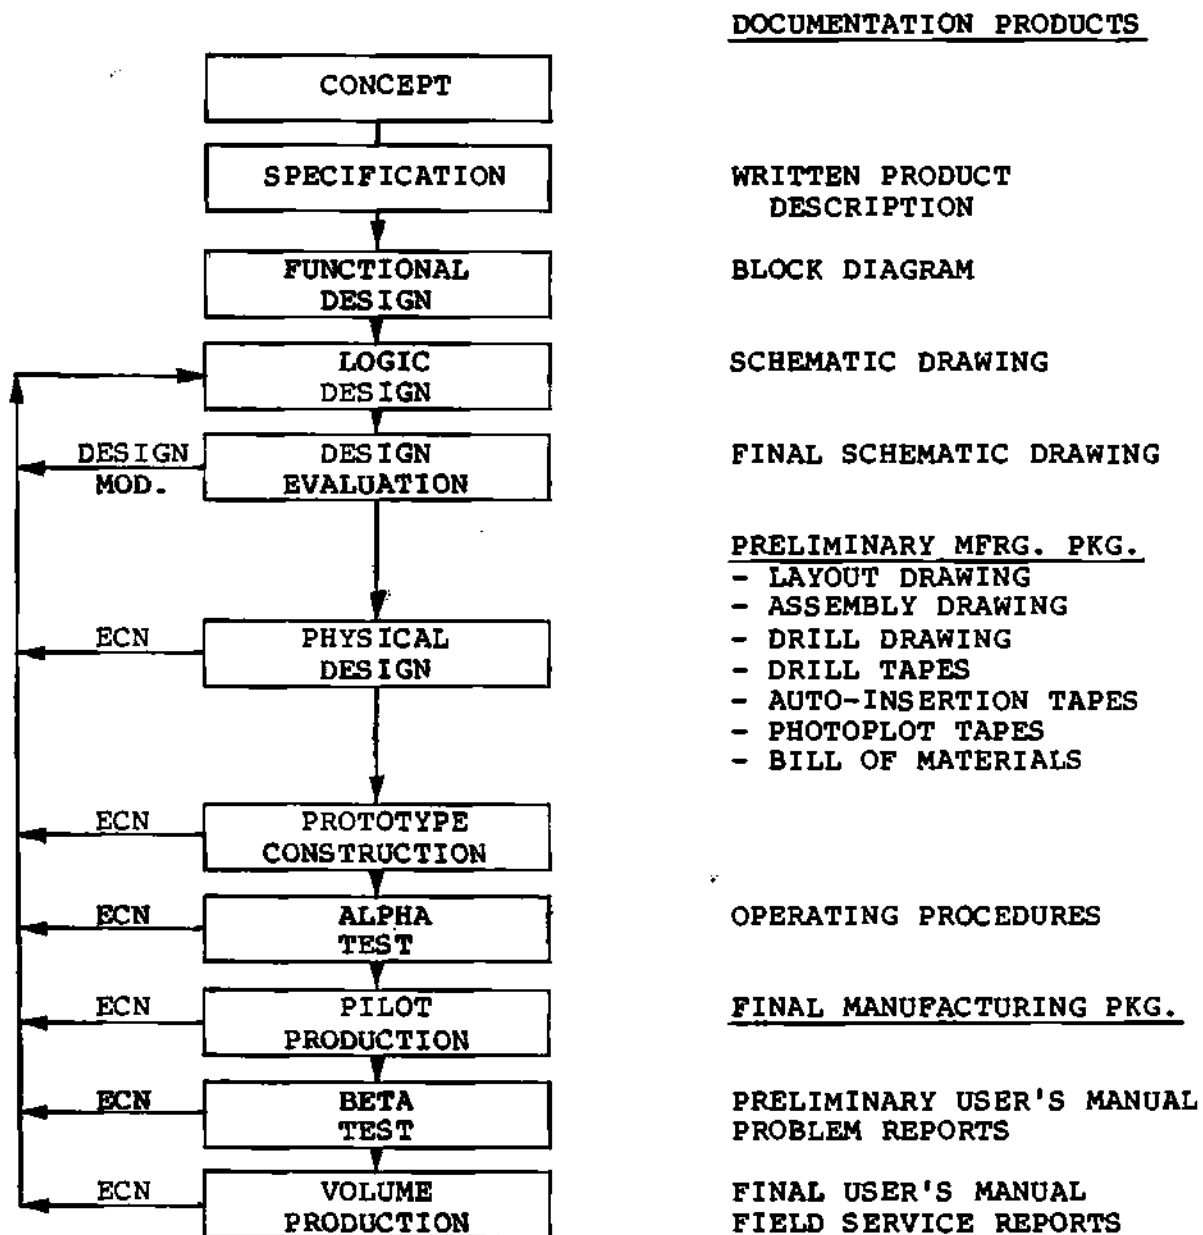 DOCUMENTATION PRODUCTS
CONCEPT
SPECIFICATION
WRITTEN PRODUCT
DESCRIPTION
FUNCTIONAL
DESIGN
BLOCK DIAGRAM
LOGIC
DESIGN
SCHEMATIC DRAWING
DESIGN
MOD.
DESIGN
EVALUATION
FINAL SCHEMATIC DRAWING
PRELIMINARY MFRG. PKG.
- LAYOUT DRAWING
- ASSEMBLY DRAWING
- DRILL DRAWING
- DRILL TAPES
- AUTO-INSERTION TAPES
- PHOTOPLOT TAPES
- BILL OF MATERIALS
ECN
PHYSICAL
DESIGN
ECN
PROTOTYPE
CONSTRUCTION
ECN
ALPHA
TEST
OPERATING PROCEDURES
ECN
PILOT
PRODUCTION
FINAL MANUFACTURING PKG.
ECN
BETA
TEST
PRELIMINARY USER'S MANUAL
PROBLEM REPORTS
ECN
VOLUME
PRODUCTION
FINAL USER'S MANUAL
FIELD SERVICE REPORTS